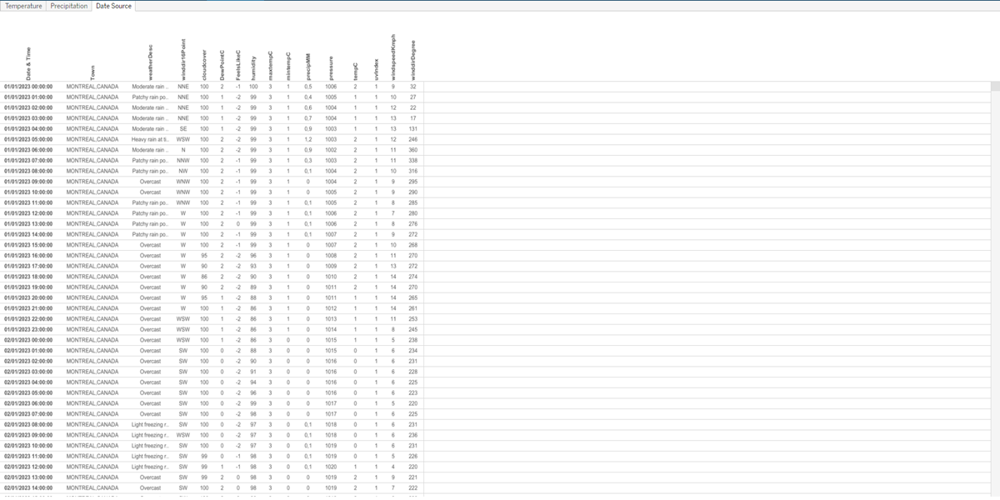 Temperature Precipitation Date Source
Date & Time Town weatherDesc winddir16Point cloudcover DewPointC FeelsLikeC humidity maxtempC mintempC precipMM pressure tempC uvIndex windspeedKmph winddirDegree
01/01/2023 00:00:00 MONTREAL,CANADA Moderate rain .. NNE 100 2 -1 100 3 1 0,5 1006 2 1 9 32
01/01/2023 01:00:00 MONTREAL,CANADA Patchy rain po.. NNE 100 1 -2 99 3 1 0,4 1005 1 1 10 27
01/01/2023 02:00:00 MONTREAL,CANADA Moderate rain .. NNE 100 1 -2 99 3 1 0,6 1004 1 1 12 22
01/01/2023 03:00:00 MONTREAL,CANADA Moderate rain .. NNE 100 1 -2 99 3 1 0,7 1004 1 1 13 17
01/01/2023 04:00:00 MONTREAL,CANADA Moderate rain .. SE 100 1 -2 99 3 1 0,9 1003 1 1 13 131
01/01/2023 05:00:00 MONTREAL,CANADA Heavy rain at ti.. WSW 100 2 -2 99 3 1 1,2 1003 2 1 12 246
01/01/2023 06:00:00 MONTREAL,CANADA Moderate rain .. N 100 2 -2 99 3 1 0,9 1002 2 1 11 360
01/01/2023 07:00:00 MONTREAL,CANADA Patchy rain po.. NNW 100 2 -1 99 3 1 0,3 1003 2 1 11 338
01/01/2023 08:00:00 MONTREAL,CANADA Patchy rain po.. NW 100 2 -1 99 3 1 0,1 1004 2 1 10 316
01/01/2023 09:00:00 MONTREAL,CANADA Overcast WNW 100 2 -1 99 3 1 0 1004 2 1 9 295
01/01/2023 10:00:00 MONTREAL,CANADA Overcast WNW 100 2 -1 99 3 1 0 1005 2 1 9 290
01/01/2023 11:00:00 MONTREAL,CANADA Patchy rain po.. WNW 100 2 -1 99 3 1 0,1 1005 2 1 8 285
01/01/2023 12:00:00 MONTREAL,CANADA Patchy rain po.. W 100 2 -1 99 3 1 0,1 1006 2 1 7 280
01/01/2023 13:00:00 MONTREAL,CANADA Patchy rain po.. W 100 2 0 99 3 1 0,1 1006 2 1 8 276
01/01/2023 14:00:00 MONTREAL,CANADA Patchy rain po.. W 100 2 -1 99 3 1 0,1 1007 2 1 9 272
01/01/2023 15:00:00 MONTREAL,CANADA Overcast W 100 2 -1 99 3 1 0 1007 2 1 10 268
01/01/2023 16:00:00 MONTREAL,CANADA Overcast W 95 2 -2 96 3 1 0 1008 2 1 11 270
01/01/2023 17:00:00 MONTREAL,CANADA Overcast W 90 2 -2 93 3 1 0 1009 2 1 13 272
01/01/2023 18:00:00 MONTREAL,CANADA Overcast W 86 2 -2 90 3 1 0 1010 2 1 14 274
01/01/2023 19:00:00 MONTREAL,CANADA Overcast W 90 2 -2 89 3 1 0 1011 2 1 14 270
01/01/2023 20:00:00 MONTREAL,CANADA Overcast W 95 1 -2 88 3 1 0 1011 1 1 14 265
01/01/2023 21:00:00 MONTREAL,CANADA Overcast W 100 1 -2 86 3 1 0 1012 1 1 14 261
01/01/2023 22:00:00 MONTREAL,CANADA Overcast WSW 100 1 -2 86 3 1 0 1013 1 1 11 253
01/01/2023 23:00:00 MONTREAL,CANADA Overcast WSW 100 1 -2 86 3 1 0 1014 1 1 8 245
02/01/2023 00:00:00 MONTREAL,CANADA Overcast WSW 100 1 -2 86 3 0 0 1015 1 1 5 238
02/01/2023 01:00:00 MONTREAL,CANADA Overcast SW 100 0 -2 88 3 0 0 1015 0 1 6 234
02/01/2023 02:00:00 MONTREAL,CANADA Overcast SW 100 0 -2 90 3 0 0 1016 0 1 6 231
02/01/2023 03:00:00 MONTREAL,CANADA Overcast SW 100 0 -2 91 3 0 0 1016 0 1 6 228
02/01/2023 04:00:00 MONTREAL,CANADA Overcast SW 100 0 -2 94 3 0 0 1016 0 1 6 225
02/01/2023 05:00:00 MONTREAL,CANADA Overcast SW 100 0 -2 96 3 0 0 1016 0 1 6 223
02/01/2023 06:00:00 MONTREAL,CANADA Overcast SW 100 0 -2 99 3 0 0 1017 0 1 5 220
02/01/2023 07:00:00 MONTREAL,CANADA Overcast SW 100 0 -2 98 3 0 0 1017 0 1 6 225
02/01/2023 08:00:00 MONTREAL,CANADA Light freezing r.. SW 100 0 -2 97 3 0 0,1 1018 0 1 6 231
02/01/2023 09:00:00 MONTREAL,CANADA Light freezing r.. WSW 100 0 -2 97 3 0 0,1 1018 0 1 6 236
02/01/2023 10:00:00 MONTREAL,CANADA Light freezing r.. SW 100 0 -2 97 3 0 0,1 1019 0 1 6 231
02/01/2023 11:00:00 MONTREAL,CANADA Light freezing r.. SW 99 0 -1 98 3 0 0,1 1019 0 1 5 226
02/01/2023 12:00:00 MONTREAL,CANADA Light freezing r.. SW 99 1 -1 98 3 0 0,1 1020 1 1 4 220
02/01/2023 13:00:00 MONTREAL,CANADA Overcast SW 99 2 0 98 3 0 0 1019 2 1 9 221
02/01/2023 14:00:00 MONTREAL,CANADA Overcast SW 100 2 0 98 3 0 0 1019 2 1 7 222